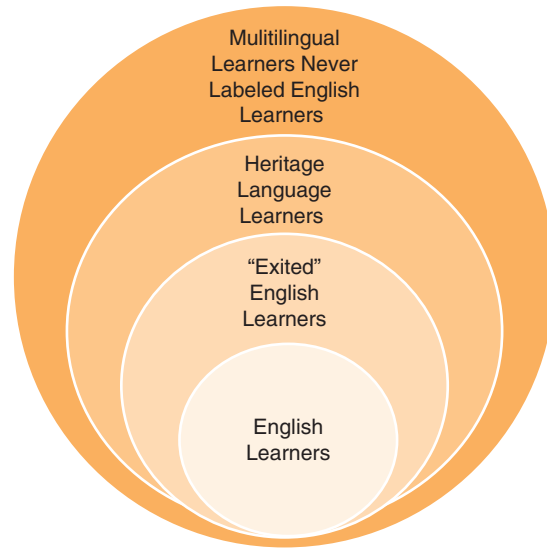 Mulitilingual
Learners Never
Labeled English
Learners
Heritage
Language
Learners
“Exited”
English
Learners
English
Learners